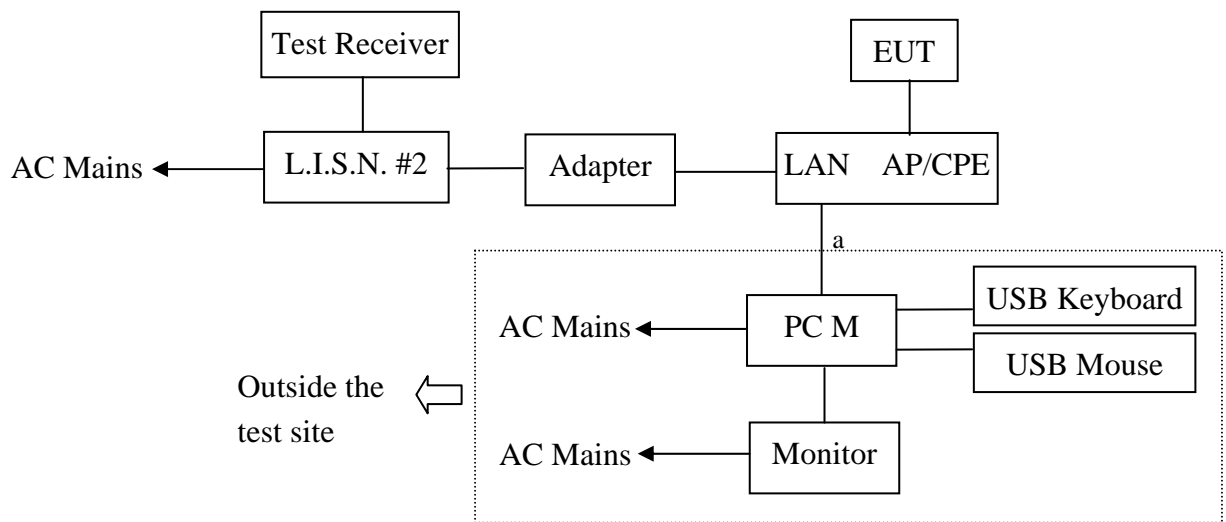 Test Receiver
EUT
AC Mains
L.I.S.N. #2
Adapter
LAN AP/CPE
a
USB Keyboard
AC Mains
PC M
USB Mouse
Outside the
test site
AC Mains
Monitor